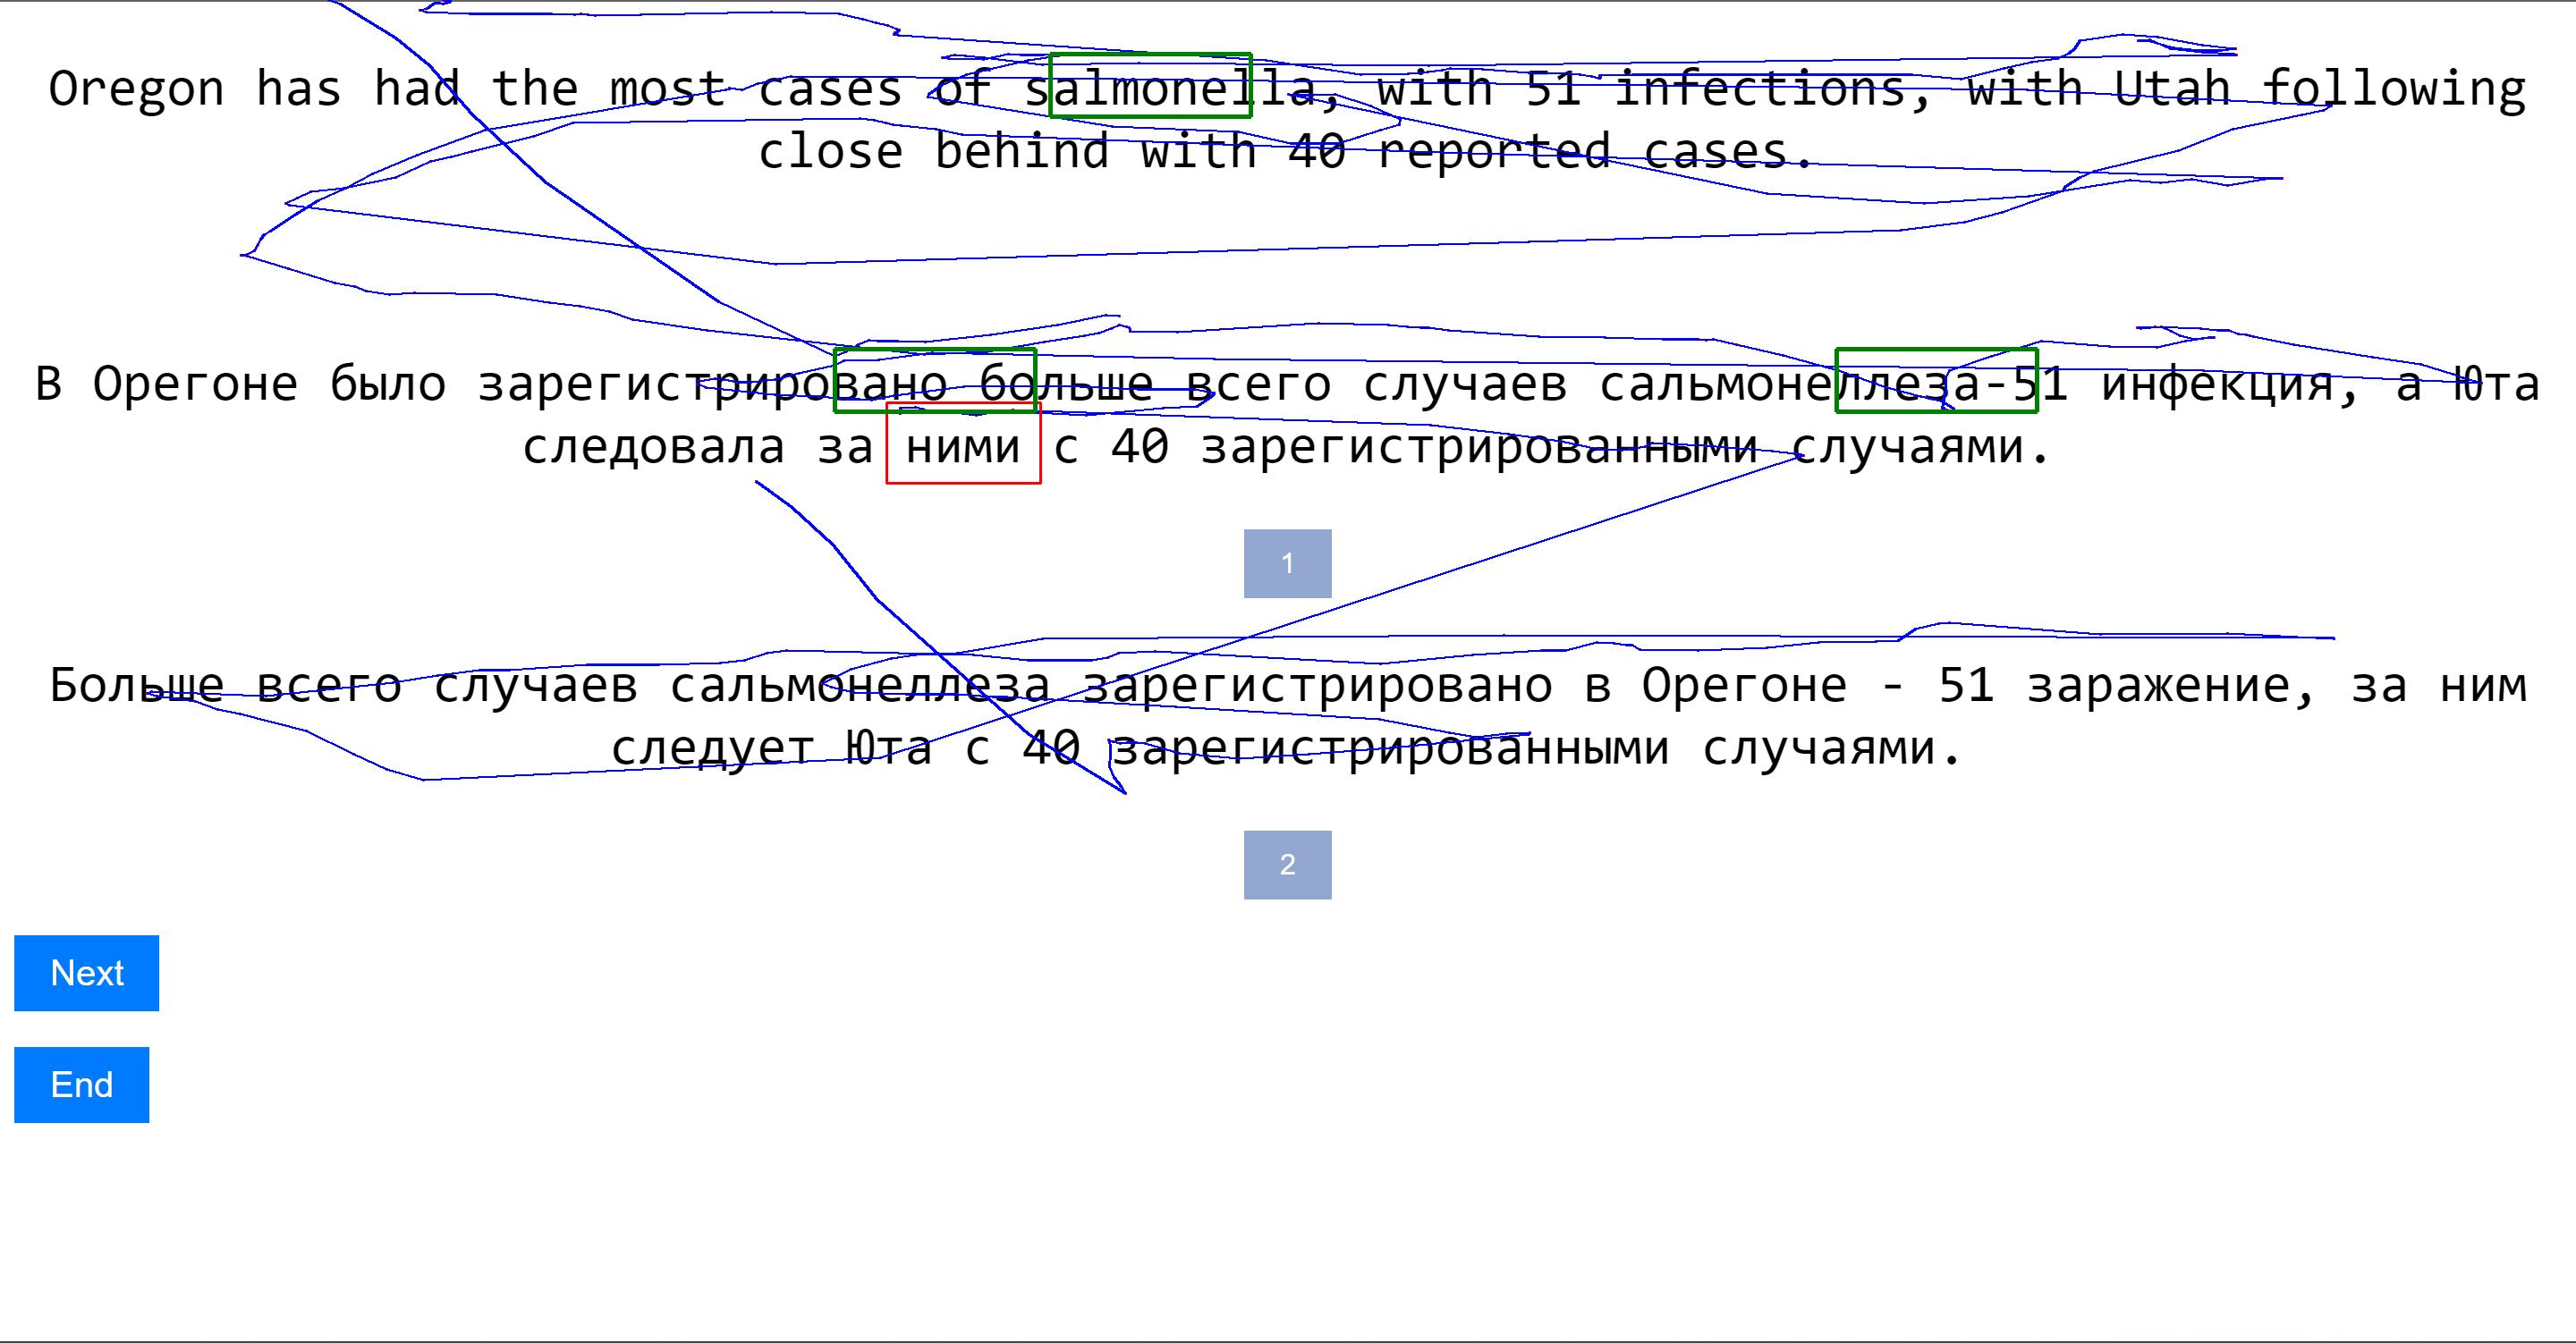 Oregon has had the most cases of salmonella, with 51 infections, with Utah following
close behind with 40 reported cases.
В Орегоне было зарегистрировано больше всего случаев сальмонеллеза-51 инфекция, а Юта
следовала за ними с 40 зарегистрированными случаями.
1
Больше всего случаев сальмонеллеза зарегистрировано в Орегоне - 51 заражение, за ним
следует Юта с 40 зарегистрированными случаями.
2
Next
End